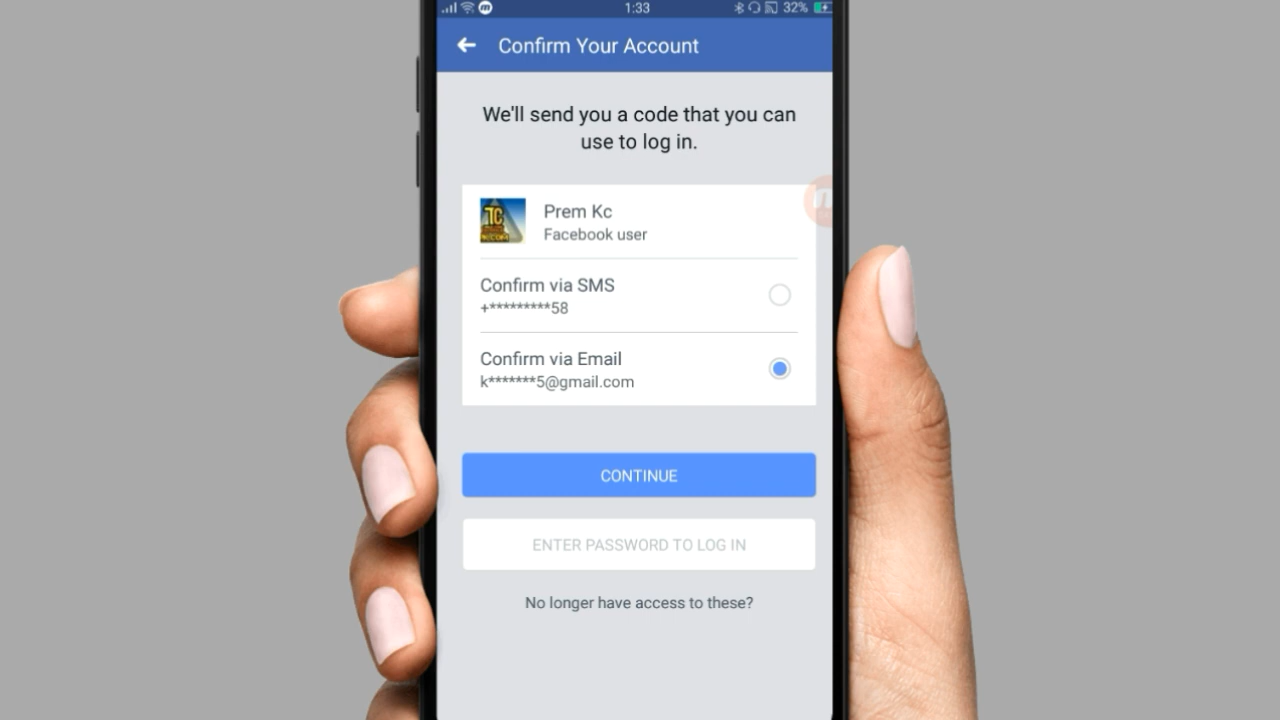 1:33
32%
Confirm Your Account
We'll send you a code that you can
use to log in.
TC
Prem Kc
Facebook user
Confirm via SMS
+*********58
Confirm via Email
k*******5@gmail.com
CONTINUE
ENTER PASSWORD TO LOG IN
No longer have access to these?